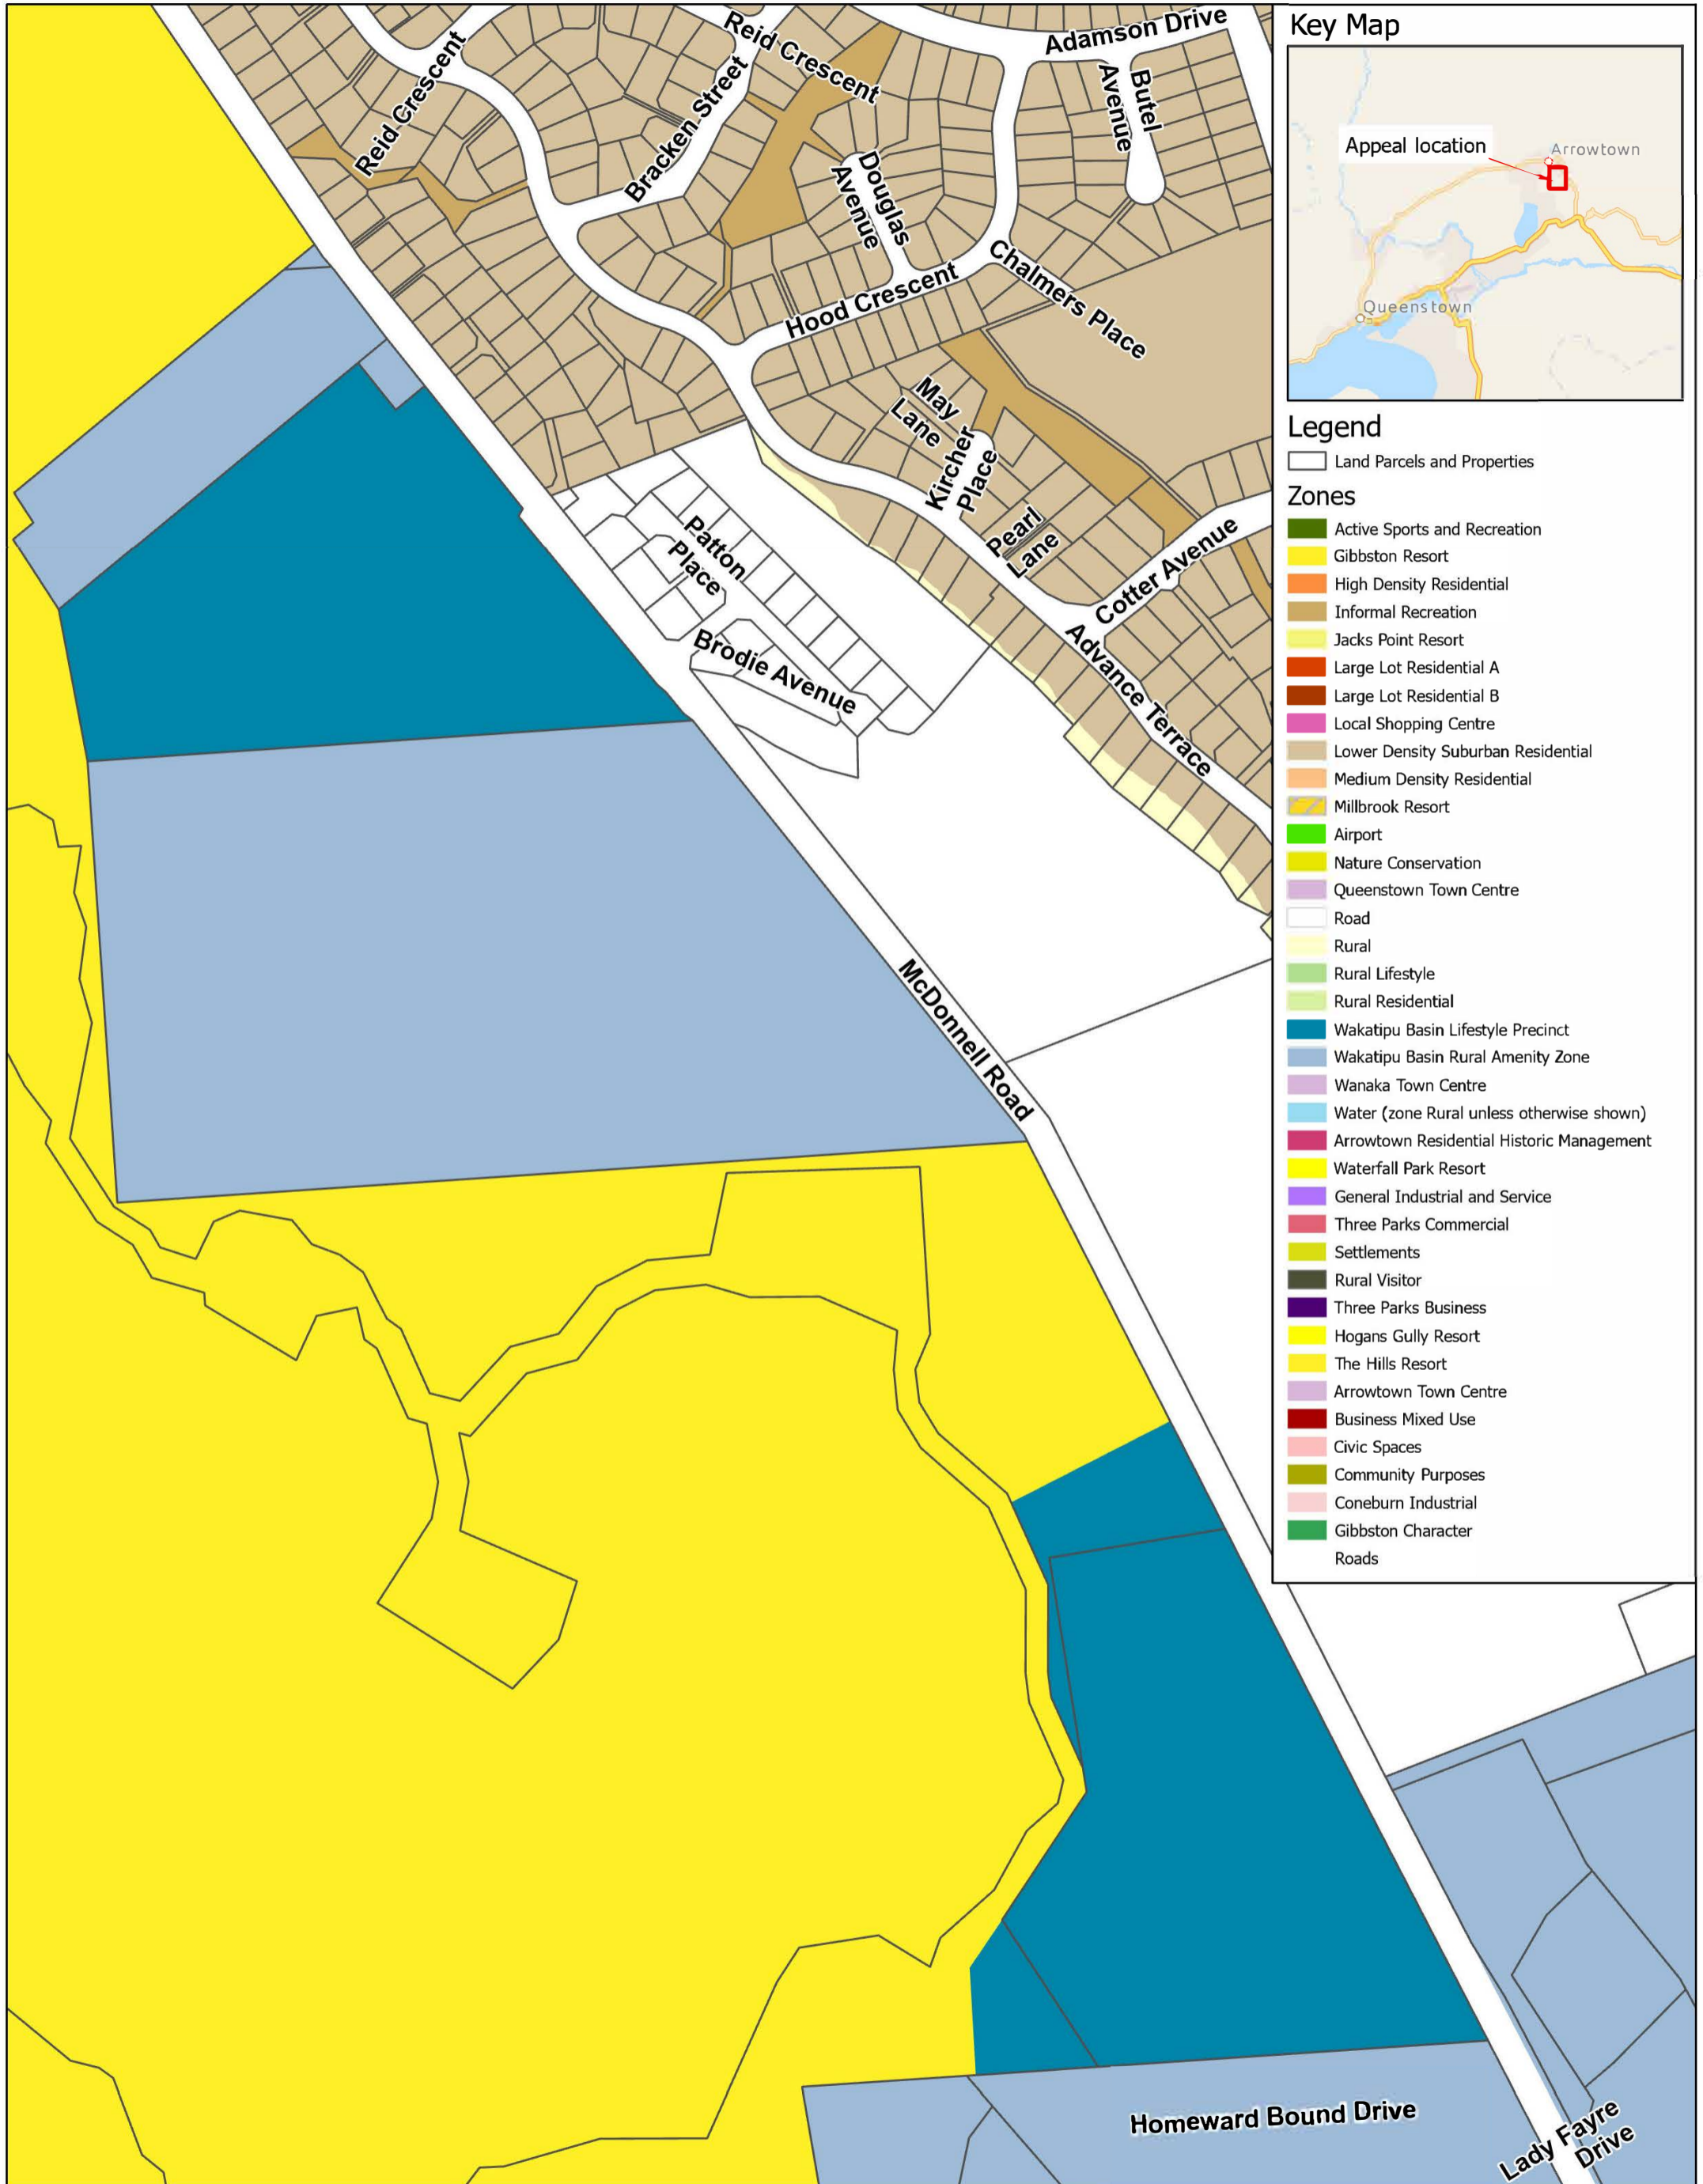 Reid Crescent
Reid Crescent
Bracken Street
Adamson Drive
Butel
Avenue
Douglas
Avenue
Hood Crescent
Chalmers Place
May
Lane
Kircher
Place
Pearl
Lane
Cotter Avenue
Advance Terrace
Patton
Place
Brodie Avenue
McDonnell Road
Homeward Bound Drive
Lady Fayre
Drive
Key Map
Appeal location
Arrowtown
Queenstown
Legend
Land Parcels and Properties
Zones
Active Sports and Recreation
Gibbston Resort
High Density Residential
Informal Recreation
Jacks Point Resort
Large Lot Residential A
Large Lot Residential B
Local Shopping Centre
Lower Density Suburban Residential
Medium Density Residential
Millbrook Resort
Airport
Nature Conservation
Queenstown Town Centre
Road
Rural
Rural Lifestyle
Rural Residential
Wakatipu Basin Lifestyle Precinct
Wakatipu Basin Rural Amenity Zone
Wanaka Town Centre
Water (zone Rural unless otherwise shown)
Arrowtown Residential Historic Management
Waterfall Park Resort
General Industrial and Service
Three Parks Commercial
Settlements
Rural Visitor
Three Parks Business
Hogans Gully Resort
The Hills Resort
Arrowtown Town Centre
Business Mixed Use
Civic Spaces
Community Purposes
Coneburn Industrial
Gibbston Character
Roads